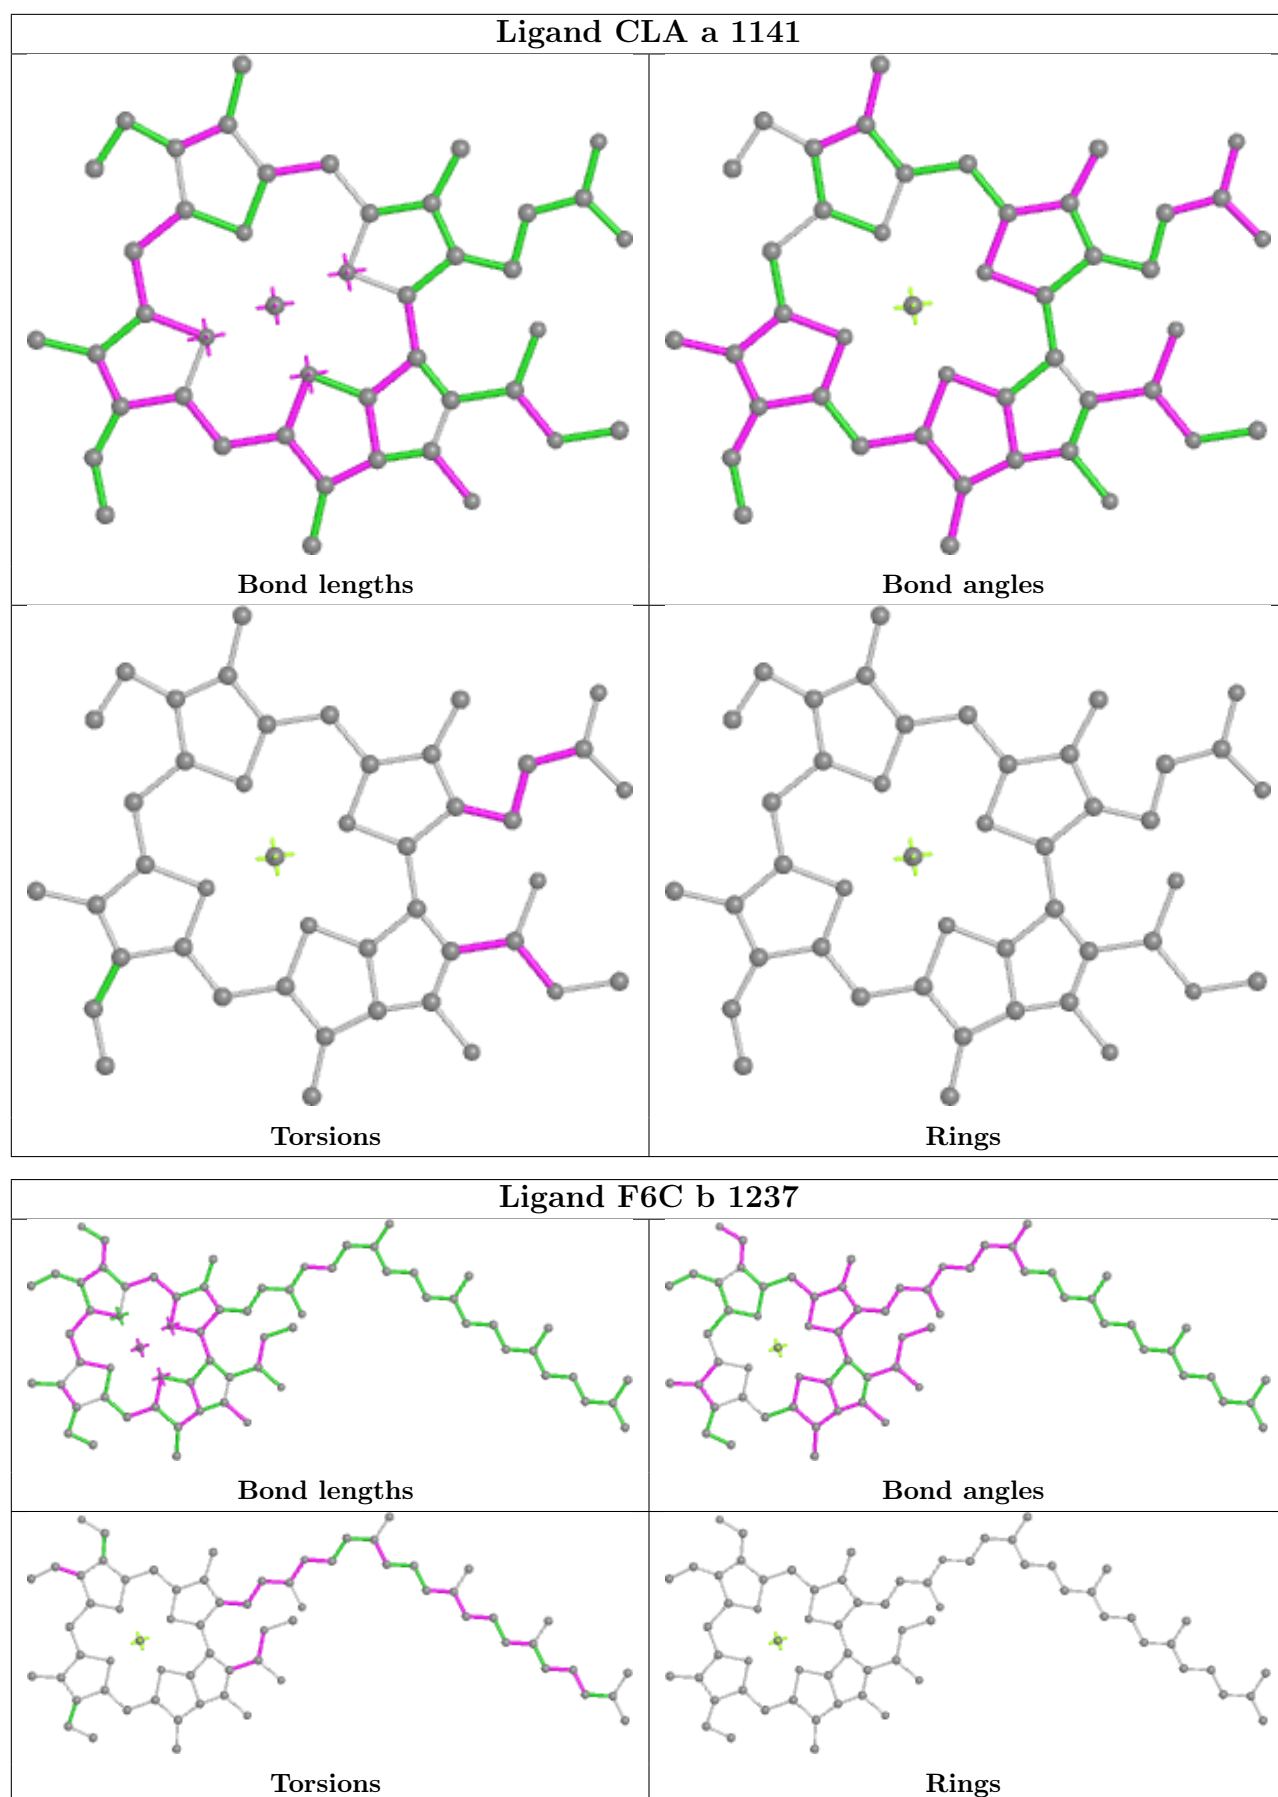 Ligand CLA a 1141
Bond lengths
Bond angles
Torsions
Rings
Ligand F6C b 1237
Bond lengths
Bond angles
Torsions
Rings